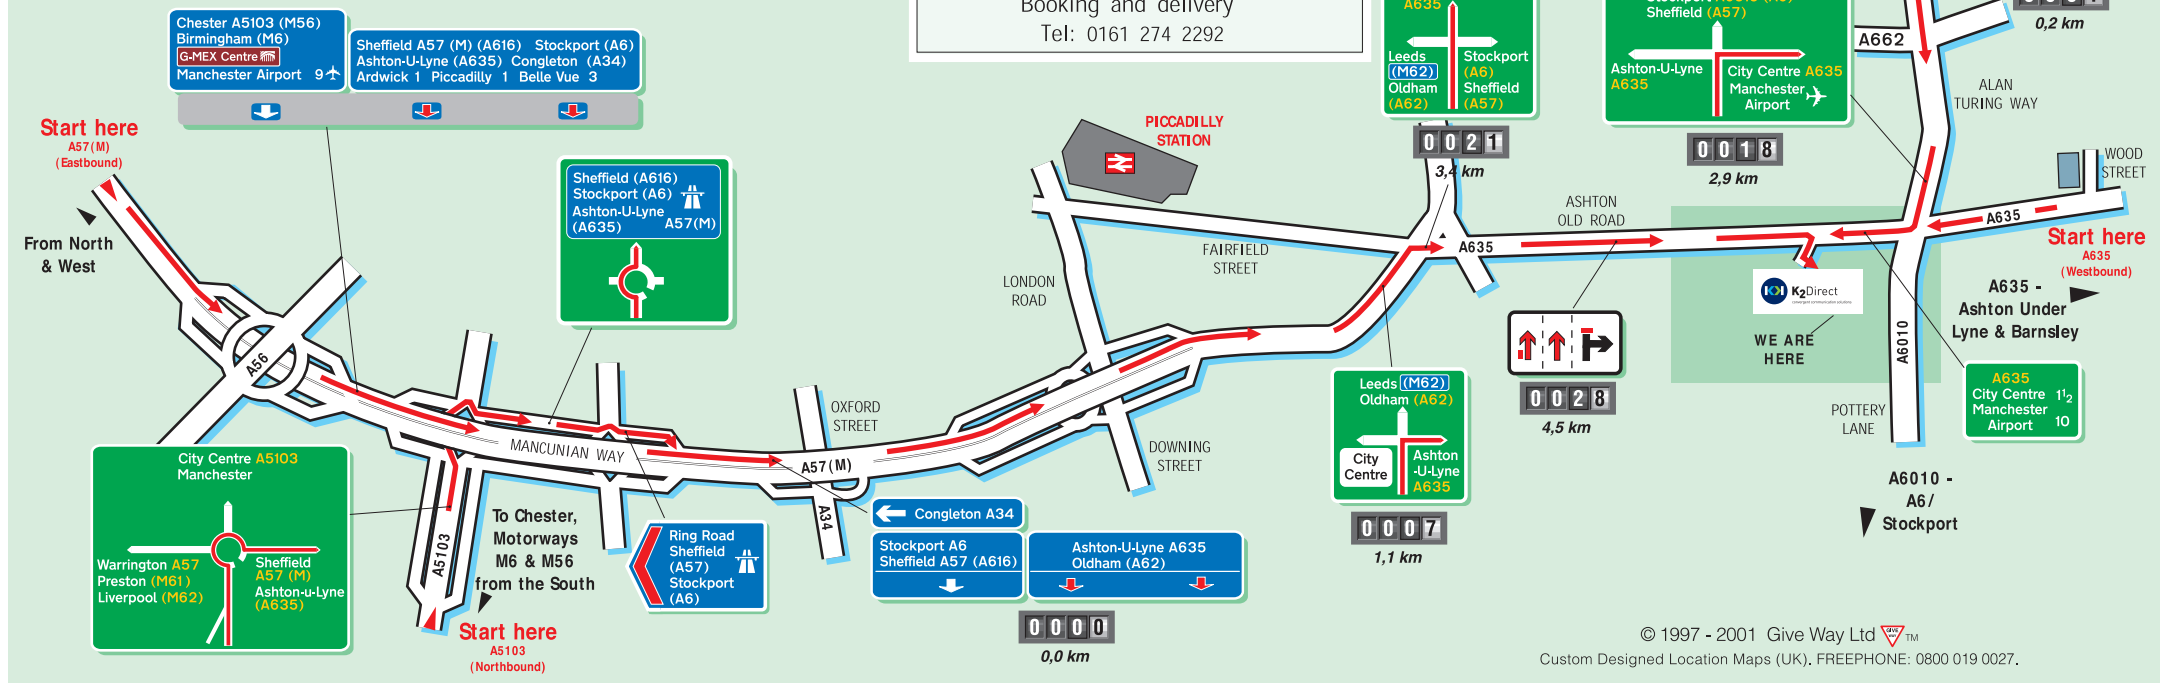 Booking and delivery
Tel: 0161 274 2292
Chester A5103 (M56)
Birmingham (M6)
G-MEX Centre
Manchester Airport 9
Sheffield A57 (M) (A616) Stockport (A6)
Ashton-U-Lyne (A635) Congleton (A34)
Ardwick 1 Piccadilly 1 Belle Vue 3
Start here
A57(M)
(Eastbound)
From North
& West
Sheffield (A616)
Stockport (A6)
Ashton-U-Lyne
(A635) A57(M)
PICCADILLY
STATION
A635
Leeds
(M62)
Oldham
(A62)
Stockport
(A6)
Sheffield
(A57)
0021
3,4 km
Sheffield (A57)
Ashton-U-Lyne
A635
City Centre A635
Manchester
Airport
0018
2,9 km
0,2 km
A662
ALAN
TURING WAY
WOOD
STREET
ASHTON
OLD ROAD
A635
A635
Start here
A635
(Westbound)
A635 -
Ashton Under
Lyne & Barnsley
FAIRFIELD
STREET
LONDON
ROAD
K2Direct
WE ARE
HERE
A6010
POTTERY
LANE
A635
City Centre 1½
Manchester
Airport 10
A6010 -
A6/
Stockport
0028
4,5 km
Leeds (M62)
Oldham (A62)
City
Centre
Ashton
-U-Lyne
A635
0007
1,1 km
A56
MANCUNIAN WAY
OXFORD
STREET
A57(M)
DOWNING
STREET
A34
A5103
City Centre A5103
Manchester
Warrington A57
Preston (M61)
Liverpool (M62)
Sheffield
A57 (M)
Ashton-u-Lyne
(A635)
To Chester,
Motorways
M6 & M56
from the South
Start here
A5103
(Northbound)
Ring Road
Sheffield
(A57)
Stockport
(A6)
Congleton A34
Stockport A6
Sheffield A57 (A616)
Ashton-U-Lyne A635
Oldham (A62)
0000
0,0 km
© 1997 - 2001 Give Way Ltd GIVE WAY TM
Custom Designed Location Maps (UK). FREEPHONE: 0800 019 0027.